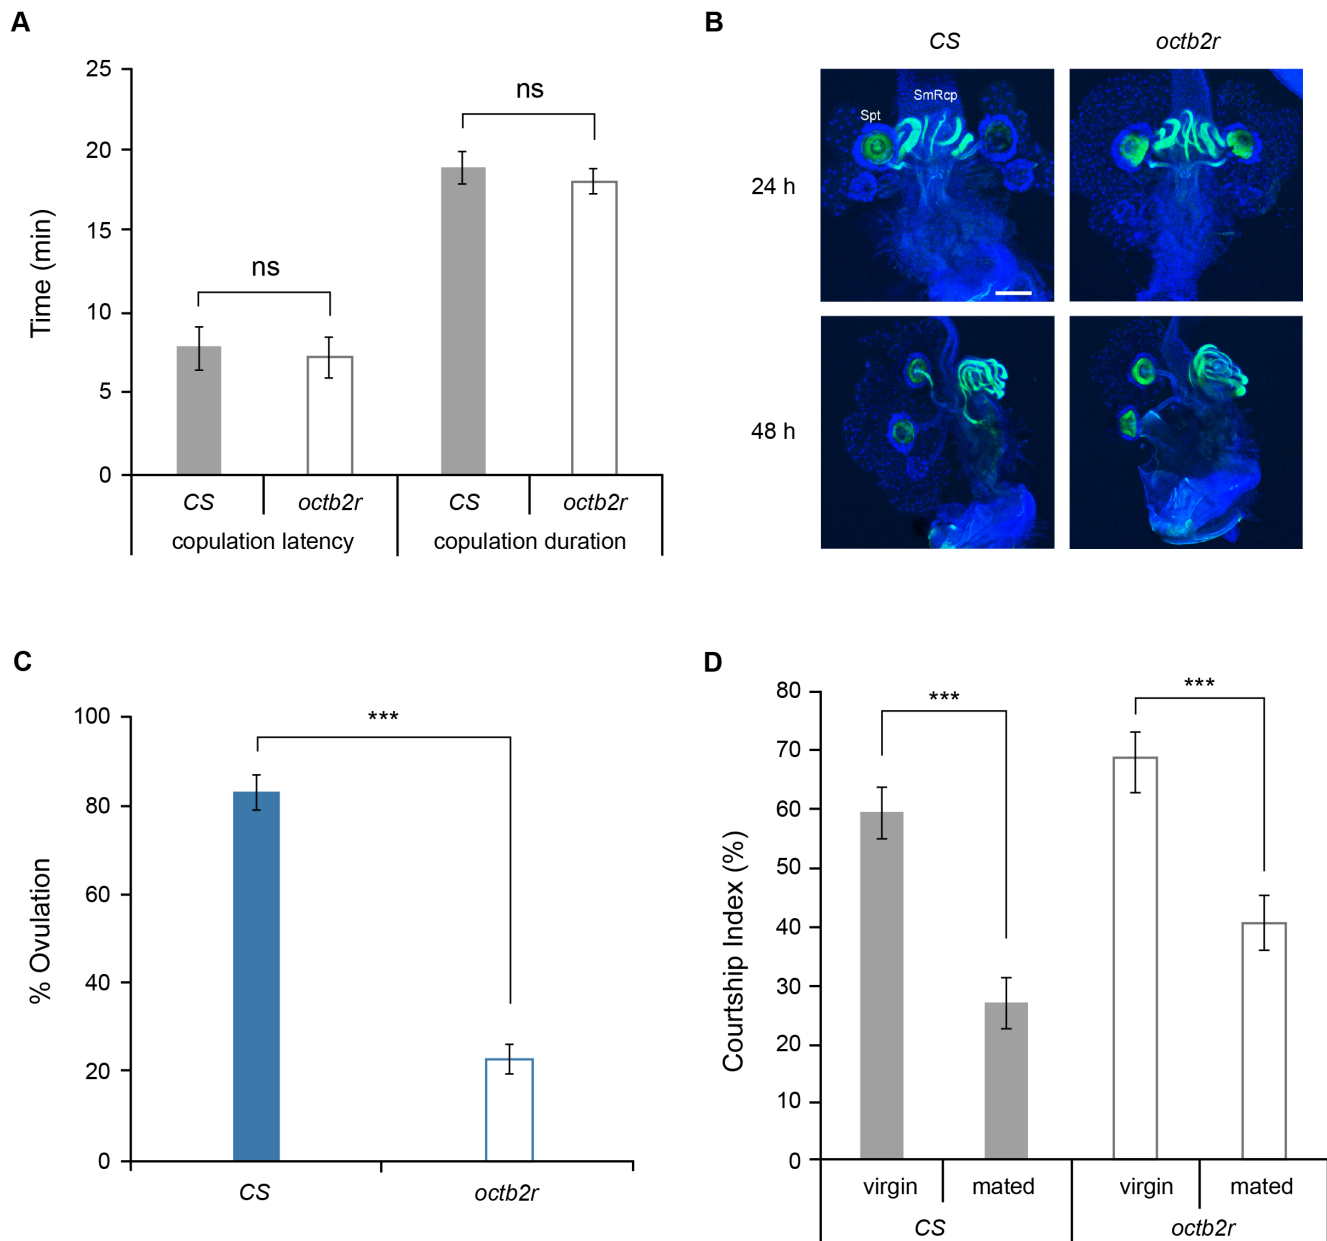 A
Time (min)
25
20
15
10
5
0
ns
ns
CS
octb2r
CS
octb2r
copulation latency
copulation duration
B
CS
octb2r
24 h
48 h
Spt
SmRcp
C
% Ovulation
100
80
60
40
20
0
***
CS
octb2r
D
Courtship Index (%)
80
70
60
50
40
30
20
10
0
***
***
virgin
mated
virgin
mated
CS
octb2r